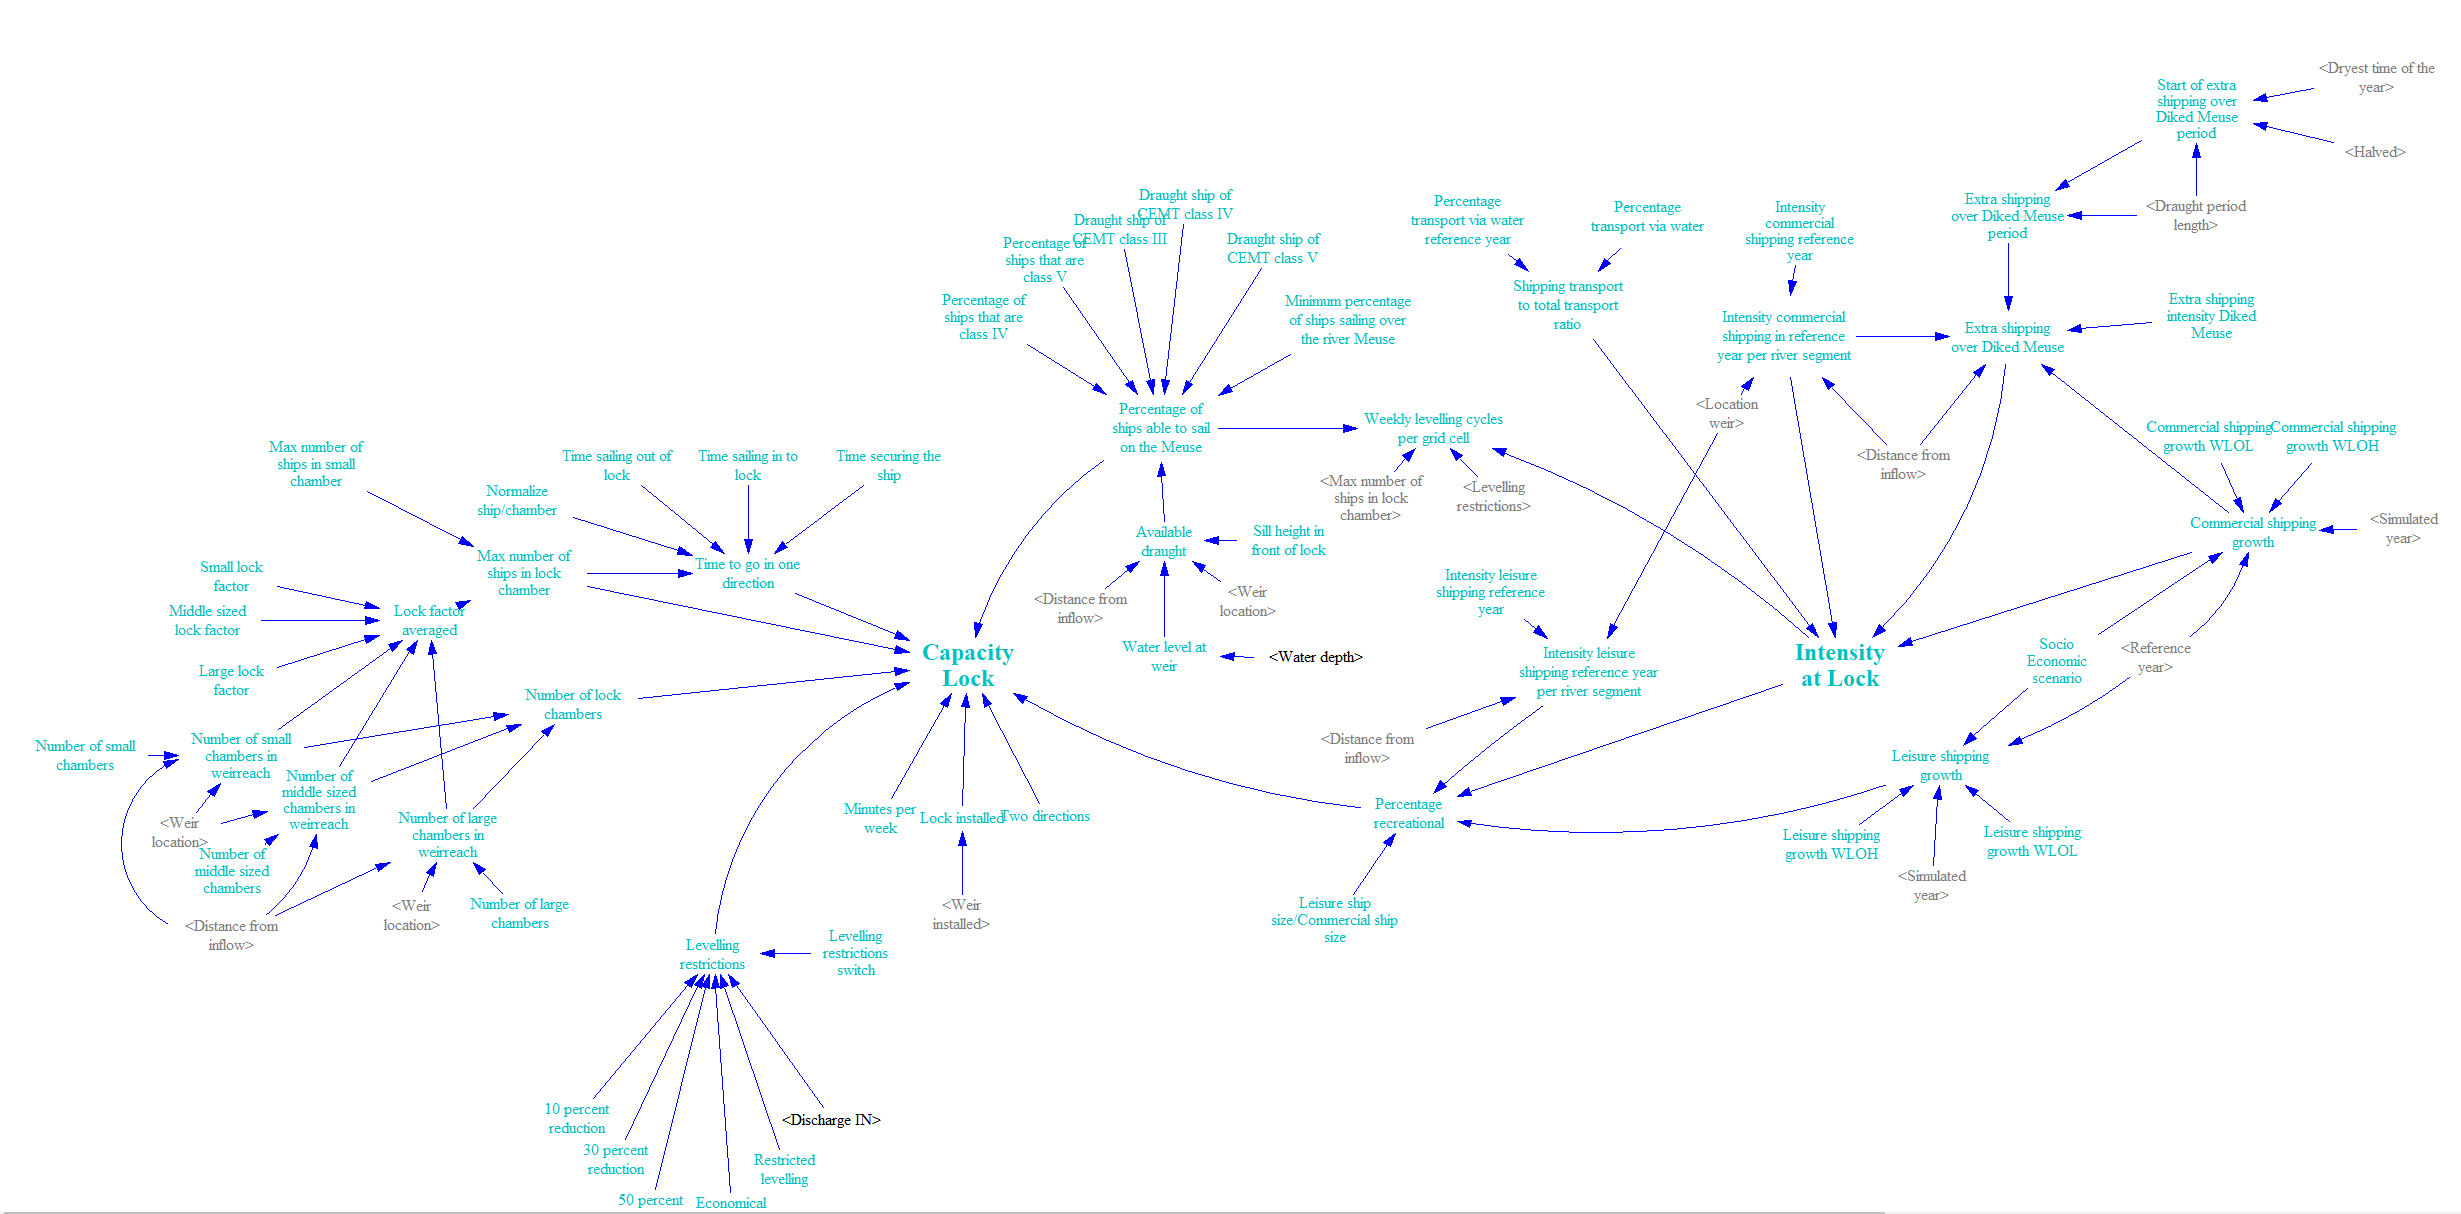 <Dryest time of the
year>
Start of extra
shipping over
Diked Meuse
period
<Halved>
Draught ship of
CEMT class IV
Draught ship of
CEMT class III
Percentage of
ships that are
class V
Draught ship of
CEMT class V
Percentage of
ships that are
class IV
Minimum percentage
of ships sailing over
the river Meuse
Percentage
transport via water
reference year
Percentage
transport via water
Intensity
commercial
shipping reference
year
Extra shipping
over Diked Meuse
period
<Draught period
length>
Shipping transport
to total transport
ratio
Intensity commercial
shipping in reference
year per river segment
Extra shipping
over Diked Meuse
Extra shipping
intensity Diked
Meuse
Percentage of
ships able to sail
on the Meuse
Weekly levelling cycles
per grid cell
<Location
weir>
<Distance from
inflow>
Commercial shipping
growth WLOL
Commercial shipping
growth WLOH
Max number of
ships in small
chamber
Normalize
ship/chamber
Time sailing out of
lock
Time sailing in to
lock
Time securing the
ship
<Max number of
ships in lock
chamber>
<Levelling
restrictions>
Commercial shipping
growth
<Simulated
year>
Available
draught
Sill height in
front of lock
Max number of
ships in lock
chamber
Time to go in one
direction
Small lock
factor
Middle sized
lock factor
Lock factor
averaged
Large lock
factor
<Distance from
inflow>
<Weir
location>
Water level at
weir
<Water depth>
Intensity leisure
shipping reference
year
Intensity leisure
shipping reference year
per river segment
Capacity
Lock
Intensity
at Lock
Socio
Economic
scenario
<Reference
year>
Number of lock
chambers
Number of small
chambers
Number of small
chambers in
weirreach
Number of
middle sized
chambers in
weirreach
<Weir
location>
Number of
middle sized
chambers
Number of large
chambers in
weirreach
<Distance from
inflow>
<Weir
location>
Number of large
chambers
<Distance from
inflow>
Leisure shipping
growth
Minutes per
week
Lock installed
Two directions
Percentage
recreational
Leisure shipping
growth WLOH
Leisure shipping
growth WLOL
<Simulated
year>
<Weir
installed>
Leisure ship
size/Commercial ship
size
Levelling
restrictions
Levelling
restrictions
switch
10 percent
reduction
30 percent
reduction
50 percent
Economical
Restricted
levelling
<Discharge IN>